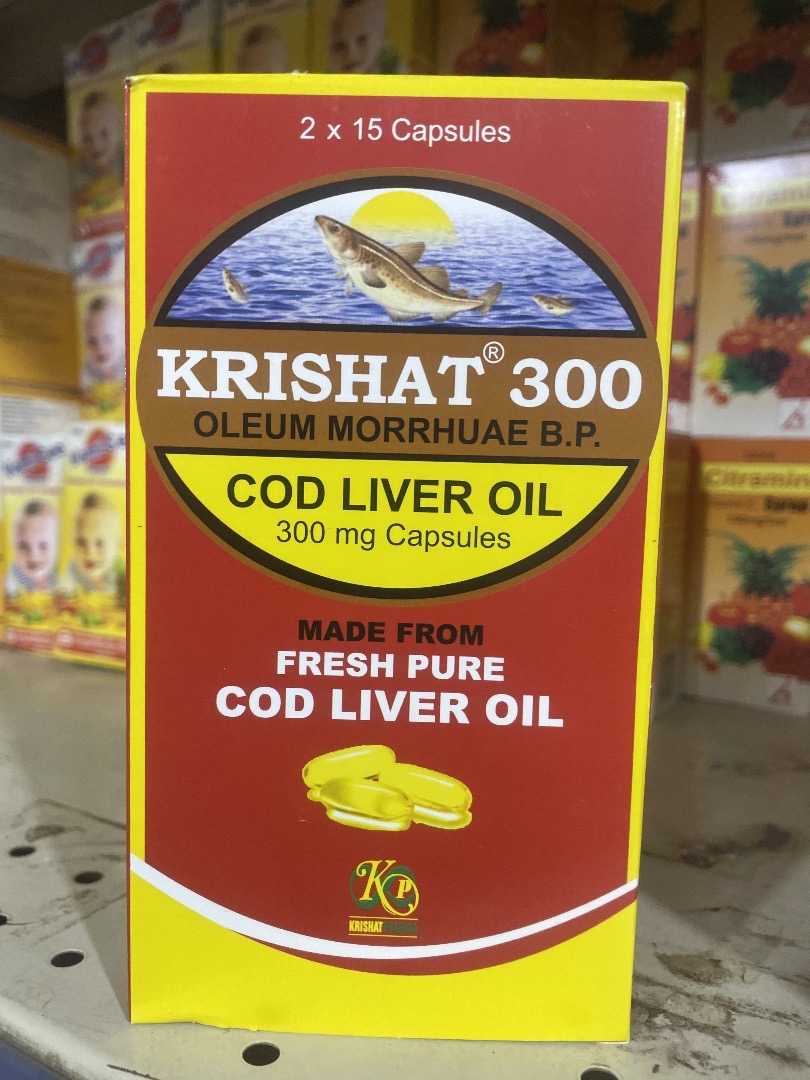 2 x 15 Capsules
KRISHAT® 300
OLEUM MORRHUAE B.P.
COD LIVER OIL
300 mg Capsules
MADE FROM
FRESH PURE
COD LIVER OIL
KP
KRISHAT
Citramin
Citramin